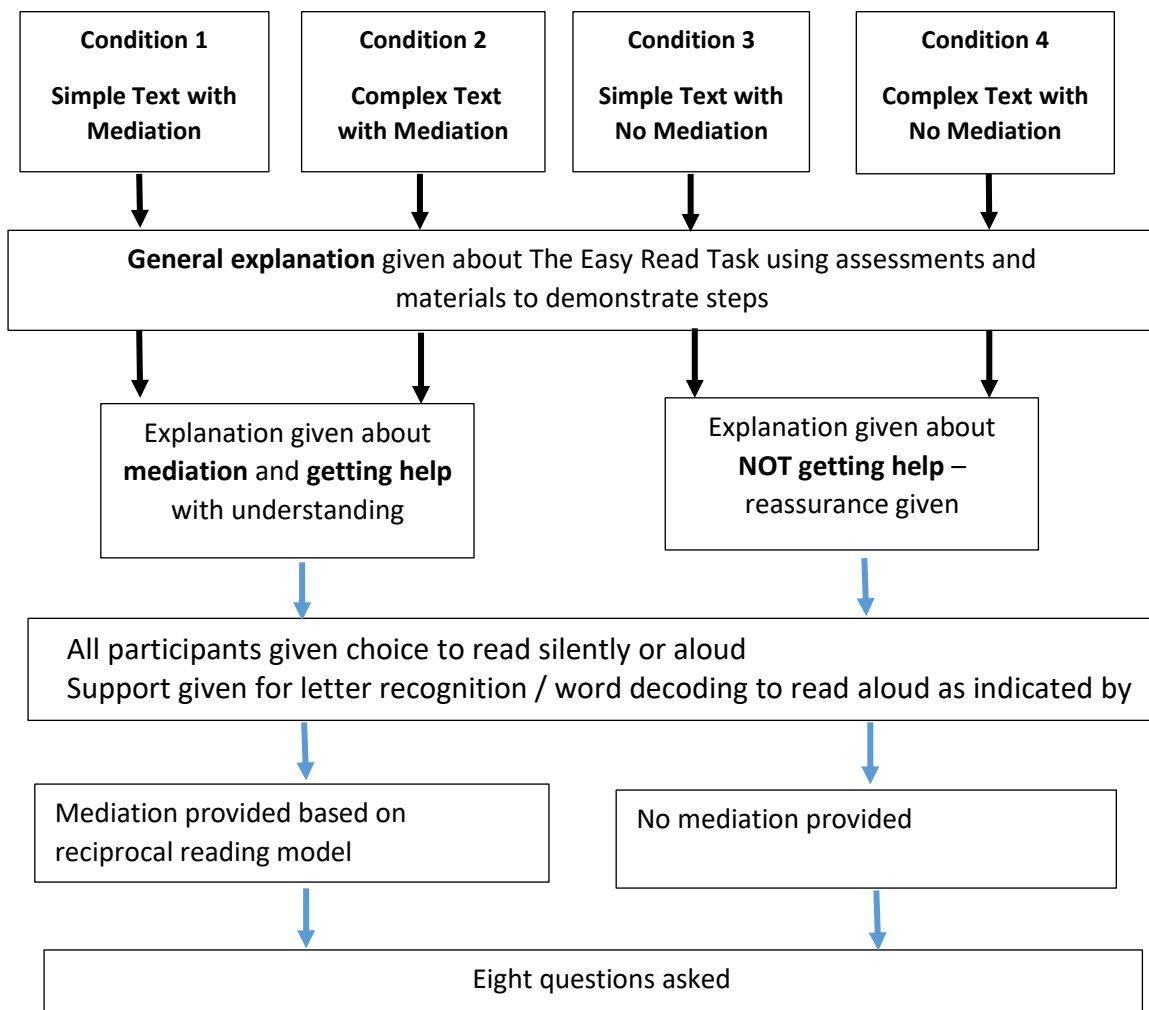 Condition 1
Simple Text with
Mediation
Condition 2
Complex Text
with Mediation
Condition 3
Simple Text with
No Mediation
Condition 4
Complex Text with
No Mediation
General explanation given about The Easy Read Task using assessments and
materials to demonstrate steps
Explanation given about
mediation and getting help
with understanding
Explanation given about
NOT getting help –
reassurance given
All participants given choice to read silently or aloud
Support given for letter recognition / word decoding to read aloud as indicated by
Mediation provided based on
reciprocal reading model
No mediation provided
Eight questions asked